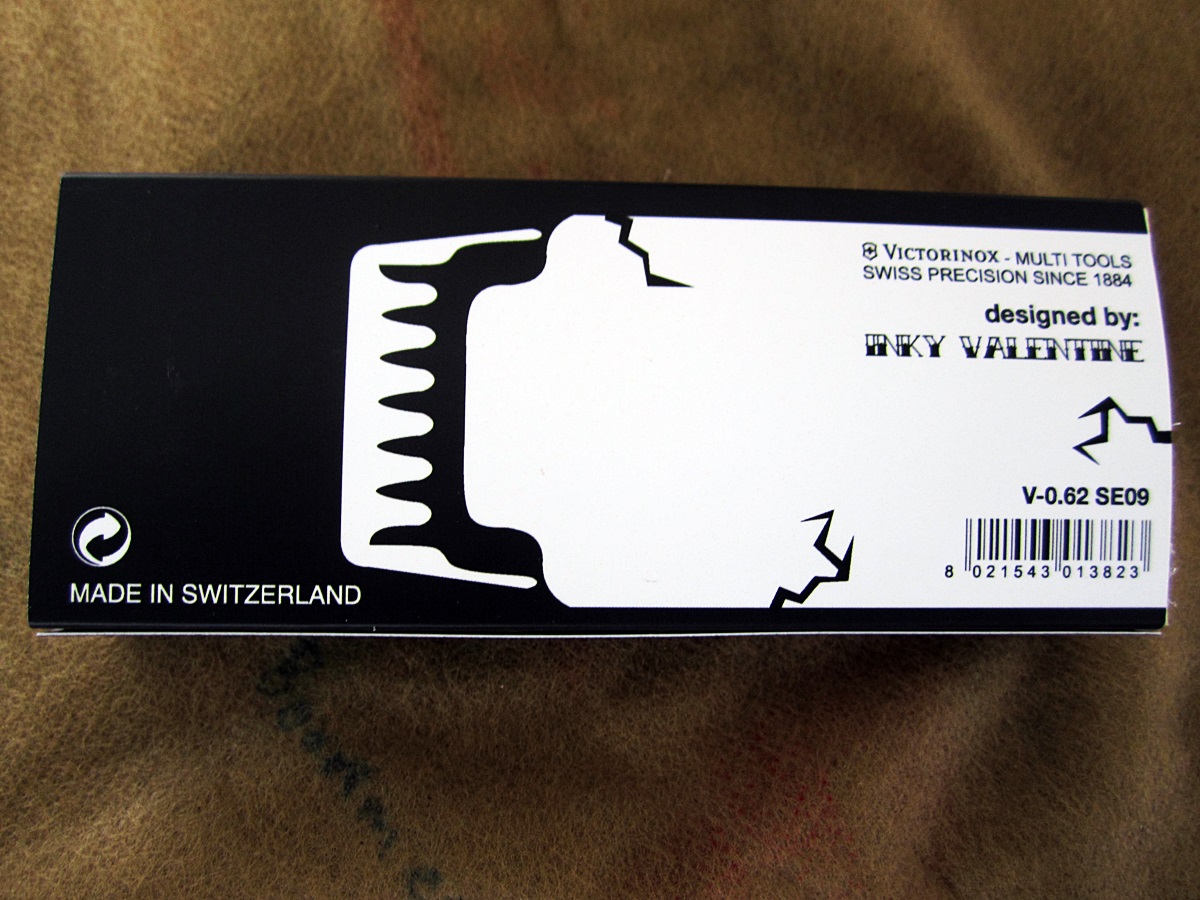 VICTORINOX - MULTI TOOLS
SWISS PRECISION SINCE 1884
designed by:
INKY VALENTINE
V-0.62 SE09
8 021543 013823
MADE IN SWITZERLAND